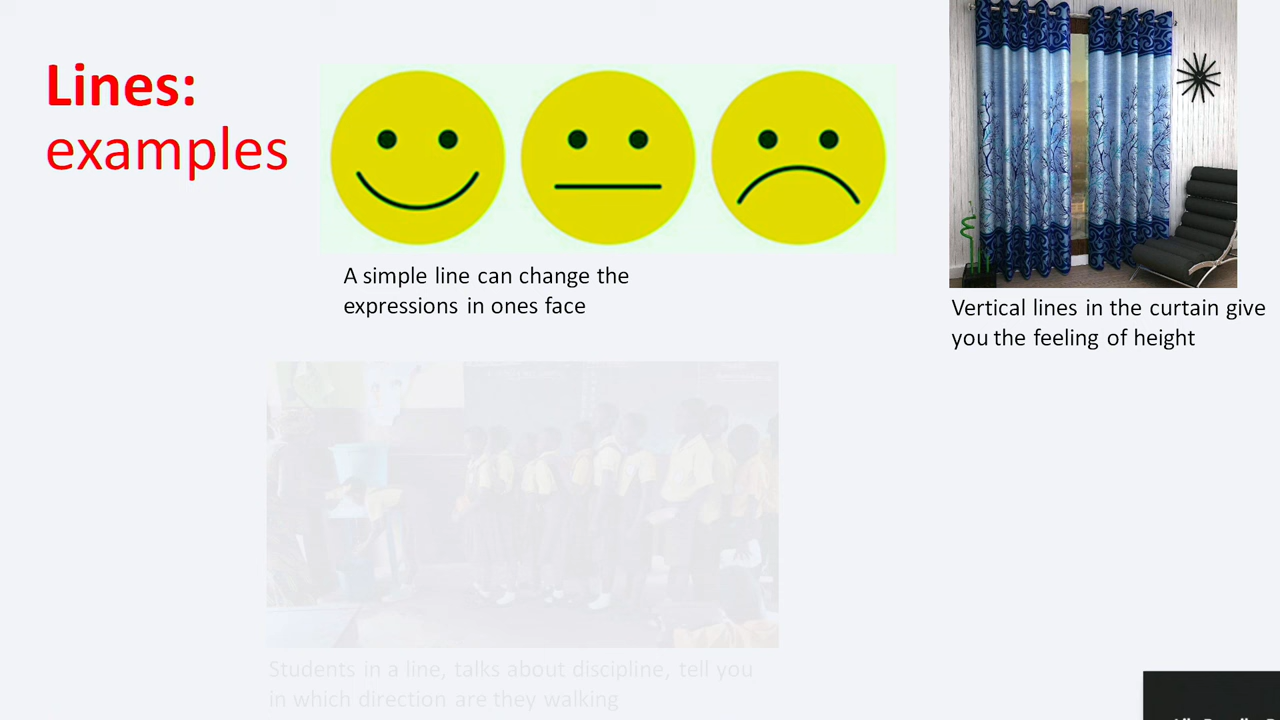 Lines:
examples
A simple line can change the
expressions in ones face
Vertical lines in the curtain give
you the feeling of height
Students in a line, talks about discipline, tell you
in which direction are they walking